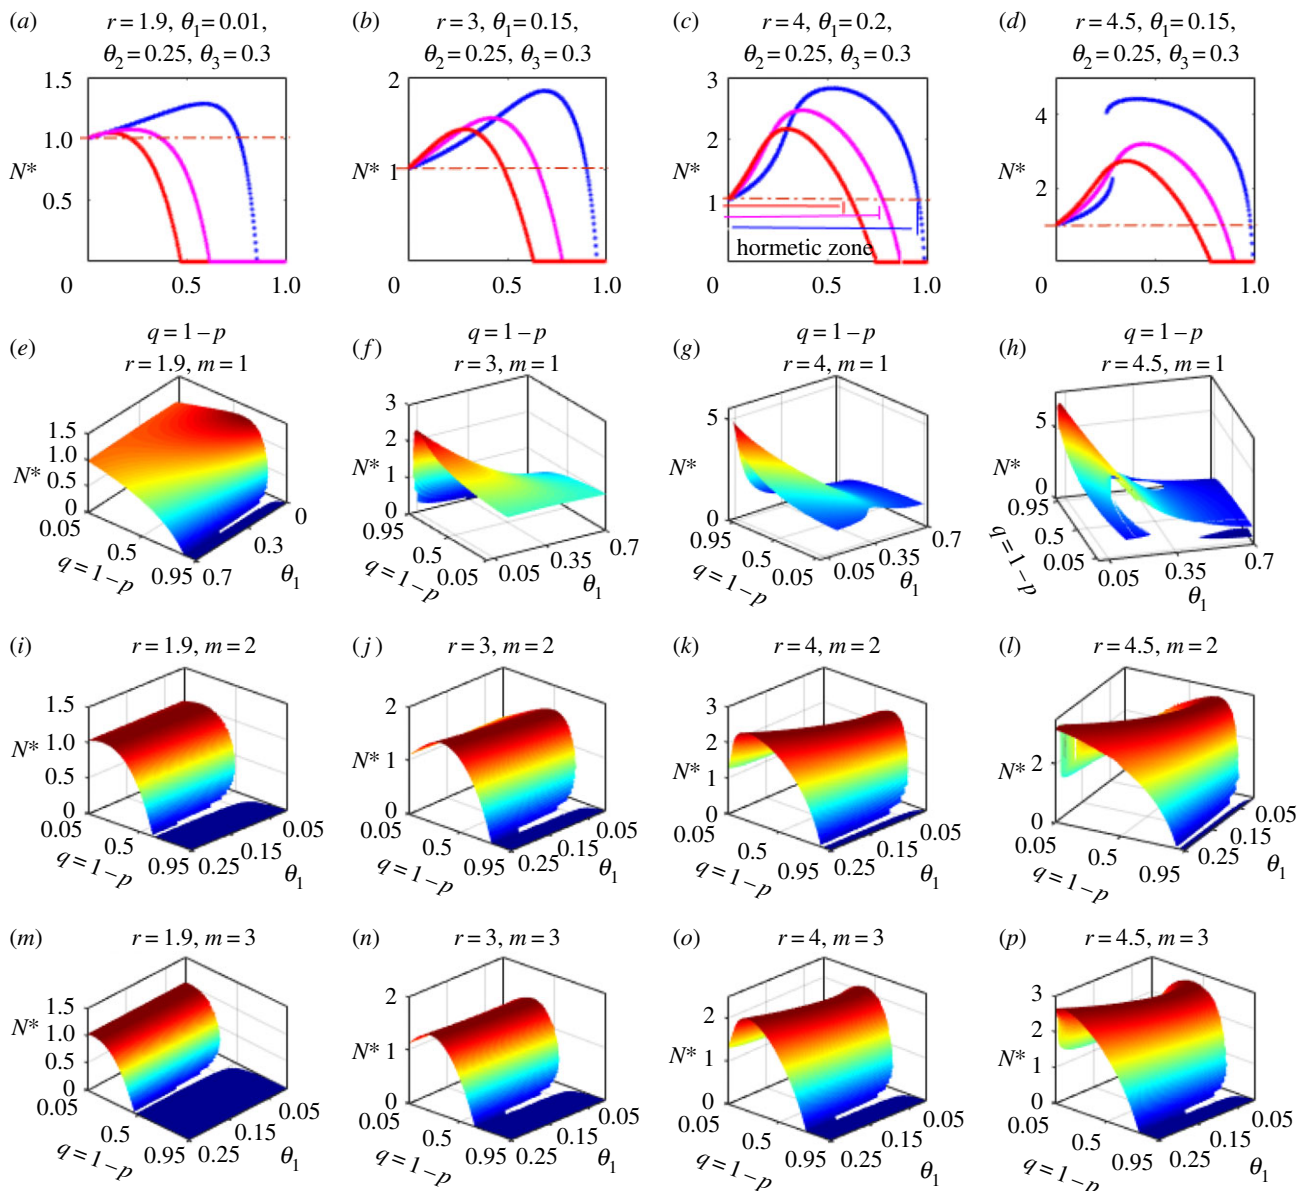 (a) r = 1.9, θ1 = 0.01, θ2 = 0.25, θ3 = 0.3
N*
1.5
1.0
0.5
0
0.5
1.0
q = 1 – p
(b) r = 3, θ1 = 0.15, θ2 = 0.25, θ3 = 0.3
N*
2
1
0
0.5
1.0
q = 1 – p
(c) r = 4, θ1 = 0.2, θ2 = 0.25, θ3 = 0.3
N*
3
2
1
hormetic zone
0
0.5
1.0
q = 1 – p
(d) r = 4.5, θ1 = 0.15, θ2 = 0.25, θ3 = 0.3
N*
4
2
0
0.5
1.0
q = 1 – p
(e) r = 1.9, m = 1
N*
1.5
1.0
0.5
0
0.05
0.5
0.95
q = 1 – p
0.7
0.3
0
θ1
(f) r = 3, m = 1
N*
3
2
1
0
0.95
0.5
0.05
q = 1 – p
0.05
0.35
0.7
θ1
(g) r = 4, m = 1
N*
5
0
0.95
0.5
0.05
q = 1 – p
0.05
0.35
0.7
θ1
(h) r = 4.5, m = 1
N*
5
0
0.95
0.5
0.05
q = 1 – p
0.05
0.35
0.7
θ1
(i) r = 1.9, m = 2
N*
1.5
1.0
0.5
0
0.05
0.5
0.95
q = 1 – p
0.25
0.15
0.05
θ1
(j) r = 3, m = 2
N*
2
1
0
0.05
0.5
0.95
q = 1 – p
0.25
0.15
0.05
θ1
(k) r = 4, m = 2
N*
3
2
1
0
0.05
0.5
0.95
q = 1 – p
0.25
0.15
0.05
θ1
(l) r = 4.5, m = 2
N*
2
0
0.05
0.5
0.95
q = 1 – p
0.25
0.15
0.05
θ1
(m) r = 1.9, m = 3
N*
1.5
1.0
0.5
0
0.05
0.5
0.95
q = 1 – p
0.25
0.15
0.05
θ1
(n) r = 3, m = 3
N*
2
1
0
0.05
0.5
0.95
q = 1 – p
0.25
0.15
0.05
θ1
(o) r = 4, m = 3
N*
2
1
0
0.05
0.5
0.95
q = 1 – p
0.25
0.15
0.05
θ1
(p) r = 4.5, m = 3
N*
3
2
1
0
0.05
0.5
0.95
q = 1 – p
0.25
0.15
0.05
θ1